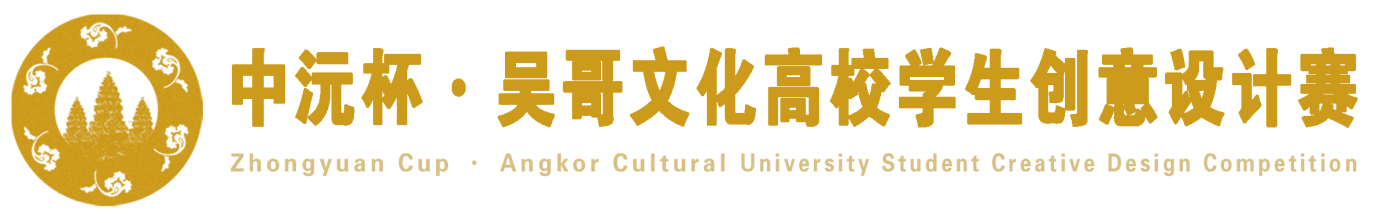 中沅杯·吴哥文化高校学生创意设计赛
Zhongyuan Cup · Angkor Cultural University Student Creative Design Competition